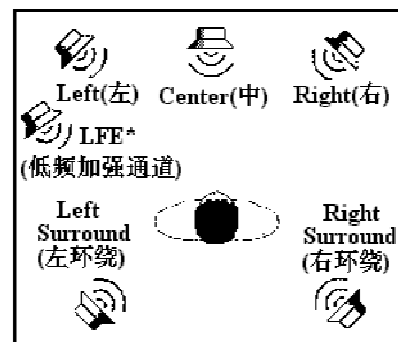 Left(左) Center(中) Right(右)
LFE*
(低频加强通道)
Left
Surround
(左环绕)
Right
Surround
(右环绕)